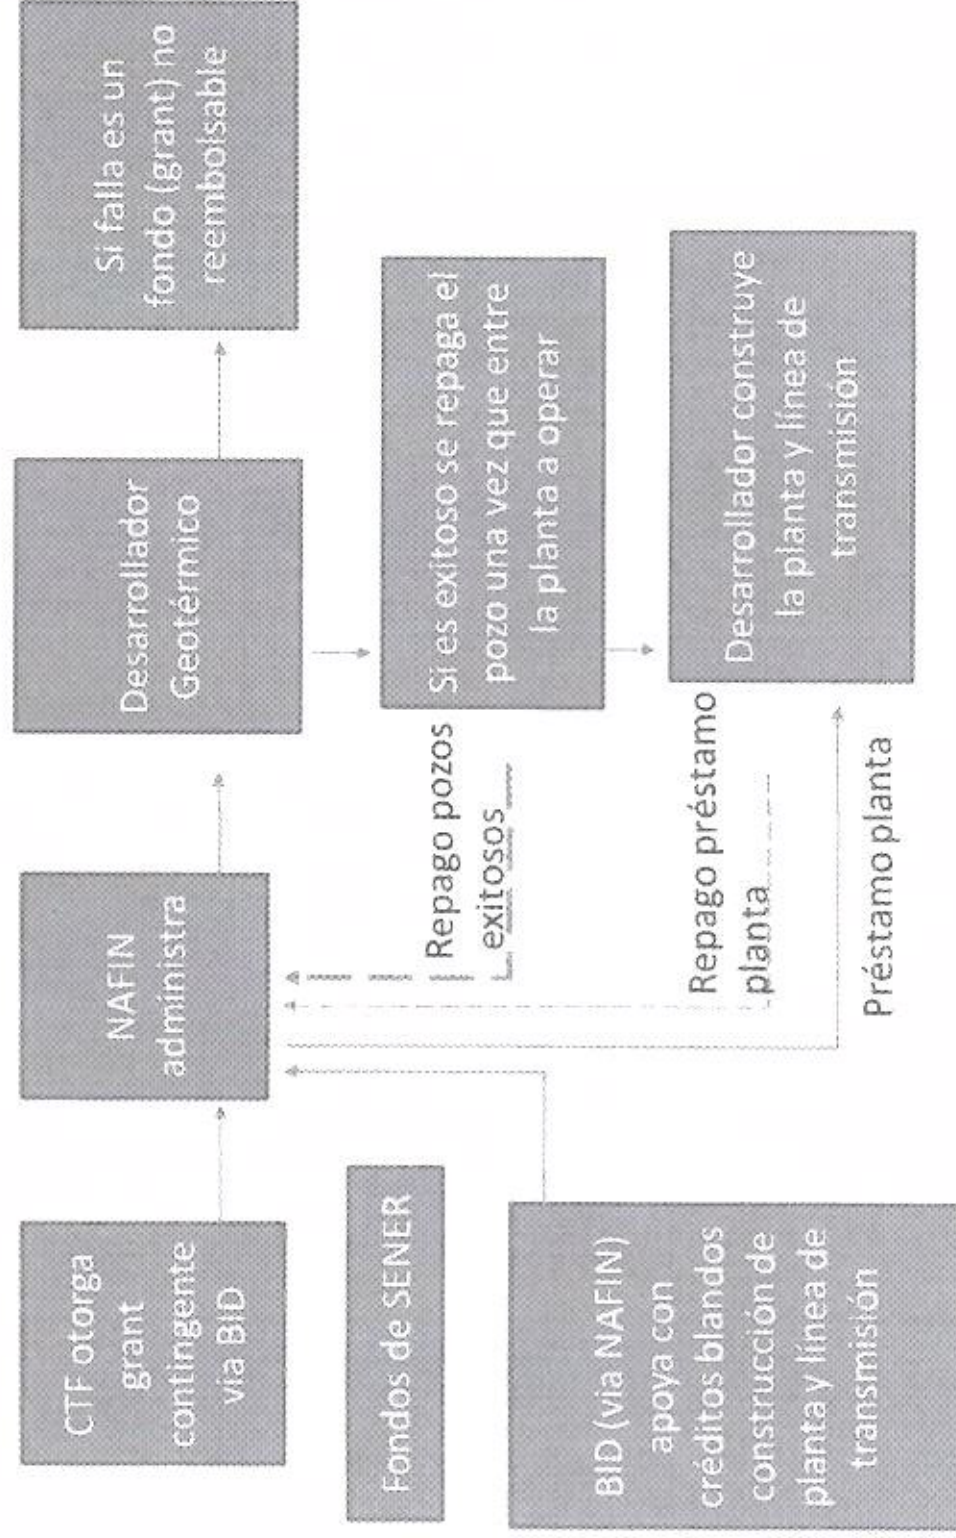 CTF otorga
grant
contingente
via BID
NAFIN
administra
Desarrollador
Geotérmico
Si falla es un
fondo (grant) no
reembolsable
Fondos de SENER
Repago pozos
exitosos
Si es exitoso se repaga el
pozo una vez que entre
la planta a operar
BID (via NAFIN)
apoya con
créditos blandos
construcción de
planta y línea de
transmisión
Repago préstamo
planta
Préstamo planta
Desarrollador construye
la planta y línea de
transmisión